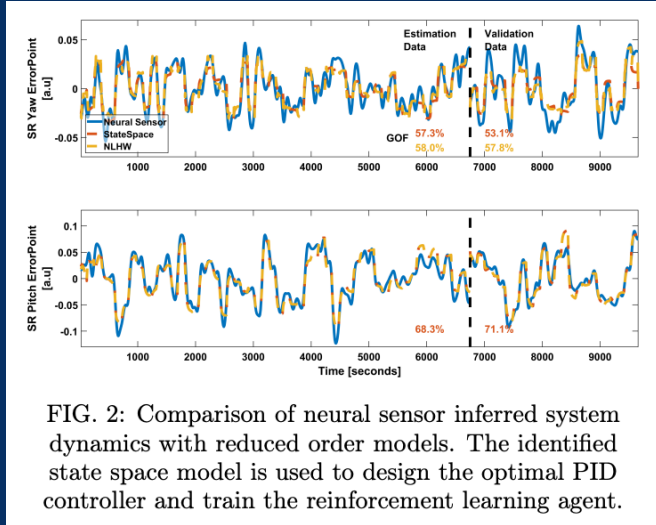 Estimation
Data
Validation
Data
SR Yaw ErrorPoint
[a.u]
0.05
0
-0.05
Neural Sensor
StateSpace
NLHW
GOF
57.3%
58.0%
53.1%
57.8%
1000 2000 3000 4000 5000 6000 7000 8000 9000
SR Pitch ErrorPoint
[a.u]
0.1
0.05
0
-0.05
-0.1
68.3%
71.1%
1000 2000 3000 4000 5000 6000 7000 8000 9000
Time [seconds]
FIG. 2: Comparison of neural sensor inferred system
dynamics with reduced order models. The identified
state space model is used to design the optimal PID
controller and train the reinforcement learning agent.